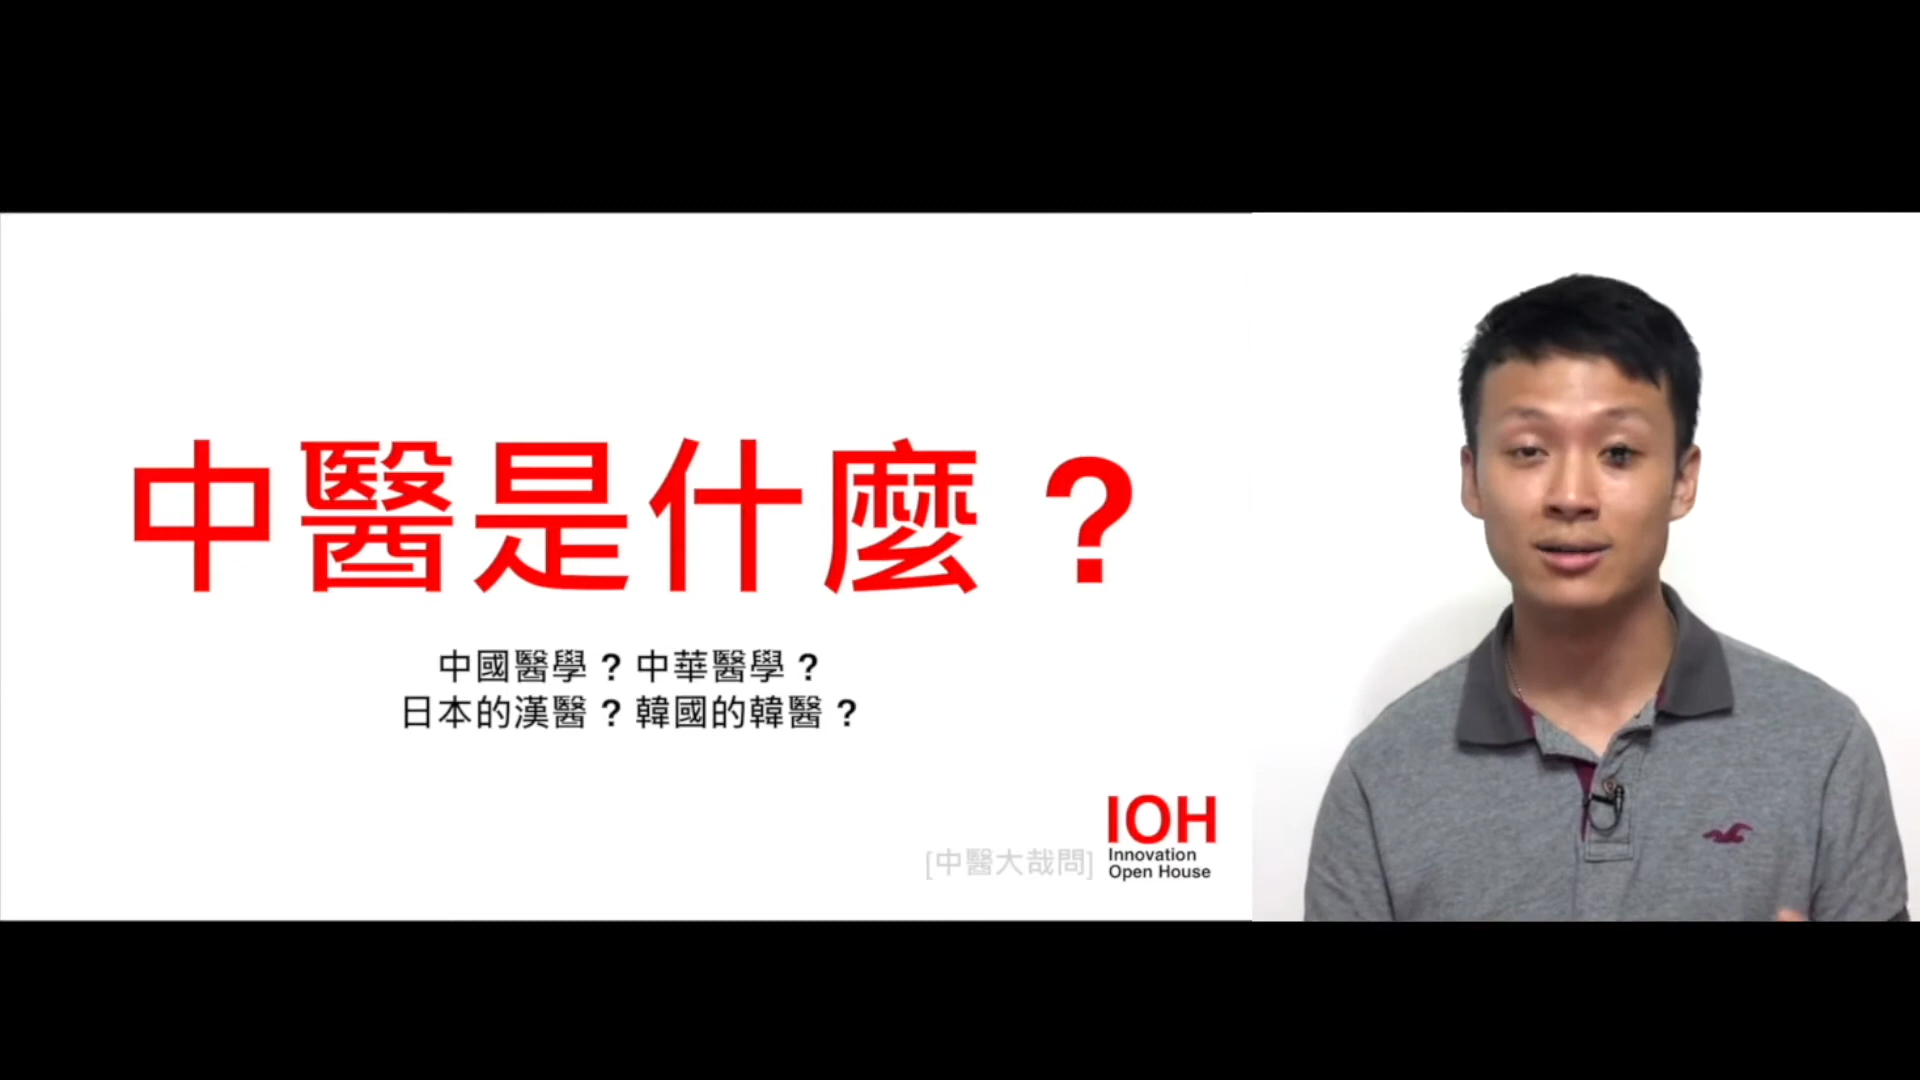 中醫是什麼？
中國醫學？中華醫學？
日本的漢醫？韓國的韓醫？
[中醫大哉問]
IOH
Innovation
Open House